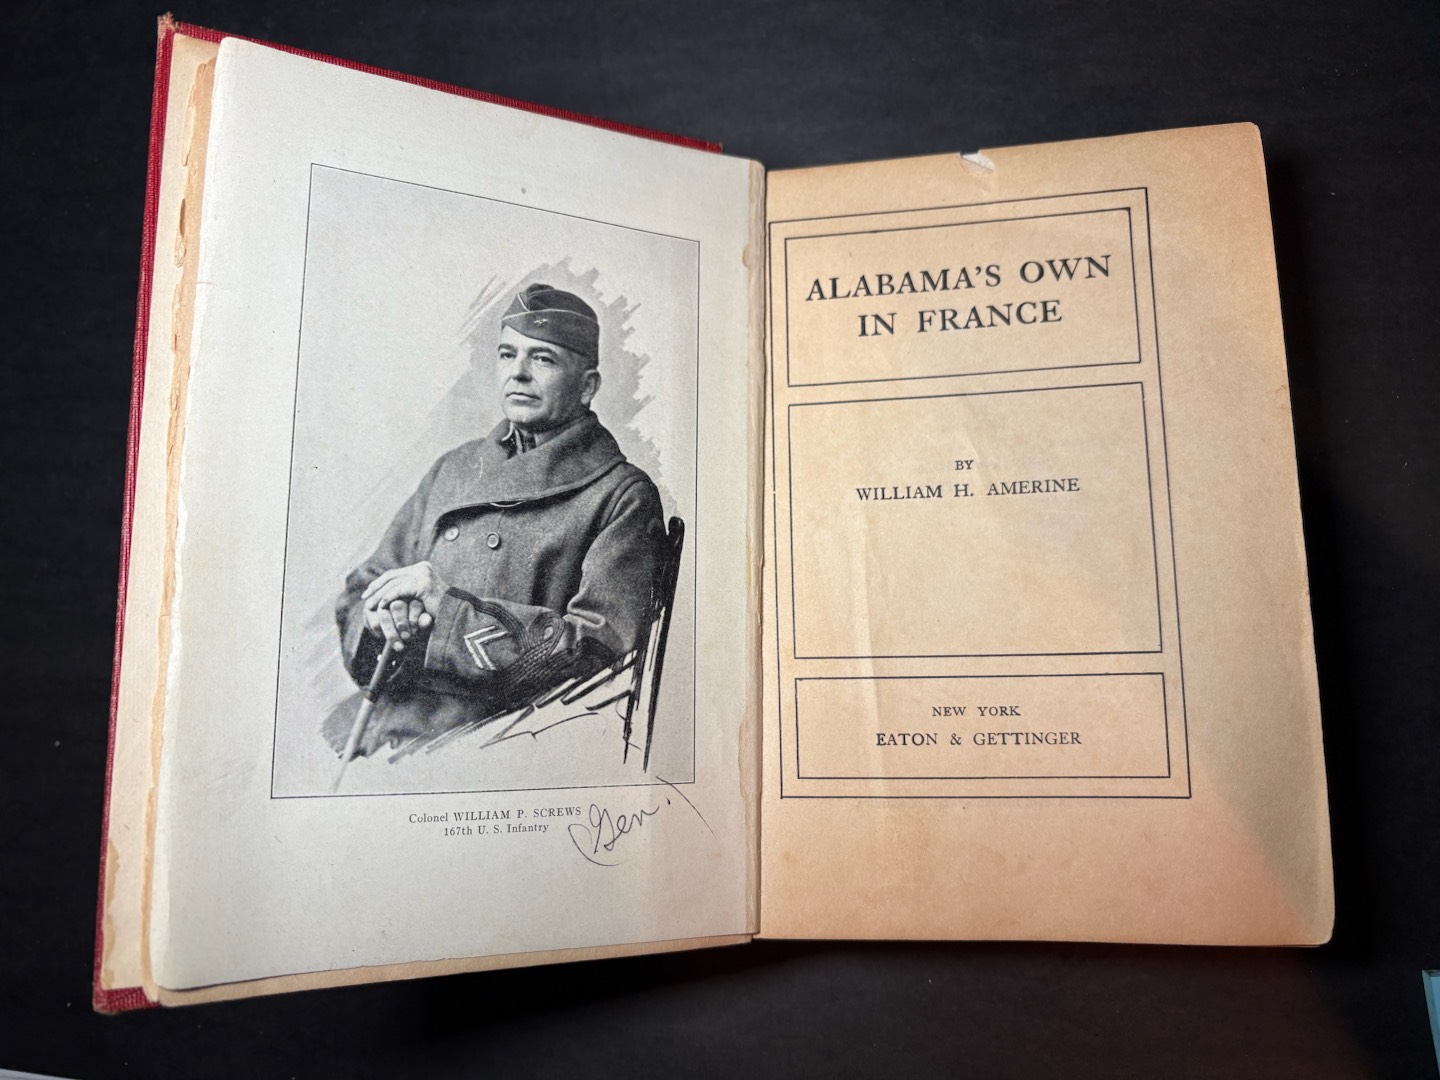 Colonel WILLIAM P. SCREWS
167th U. S. Infantry
(Gen.)
ALABAMA'S OWN
IN FRANCE
BY
WILLIAM H. AMERINE
NEW YORK
EATON & GETTINGER